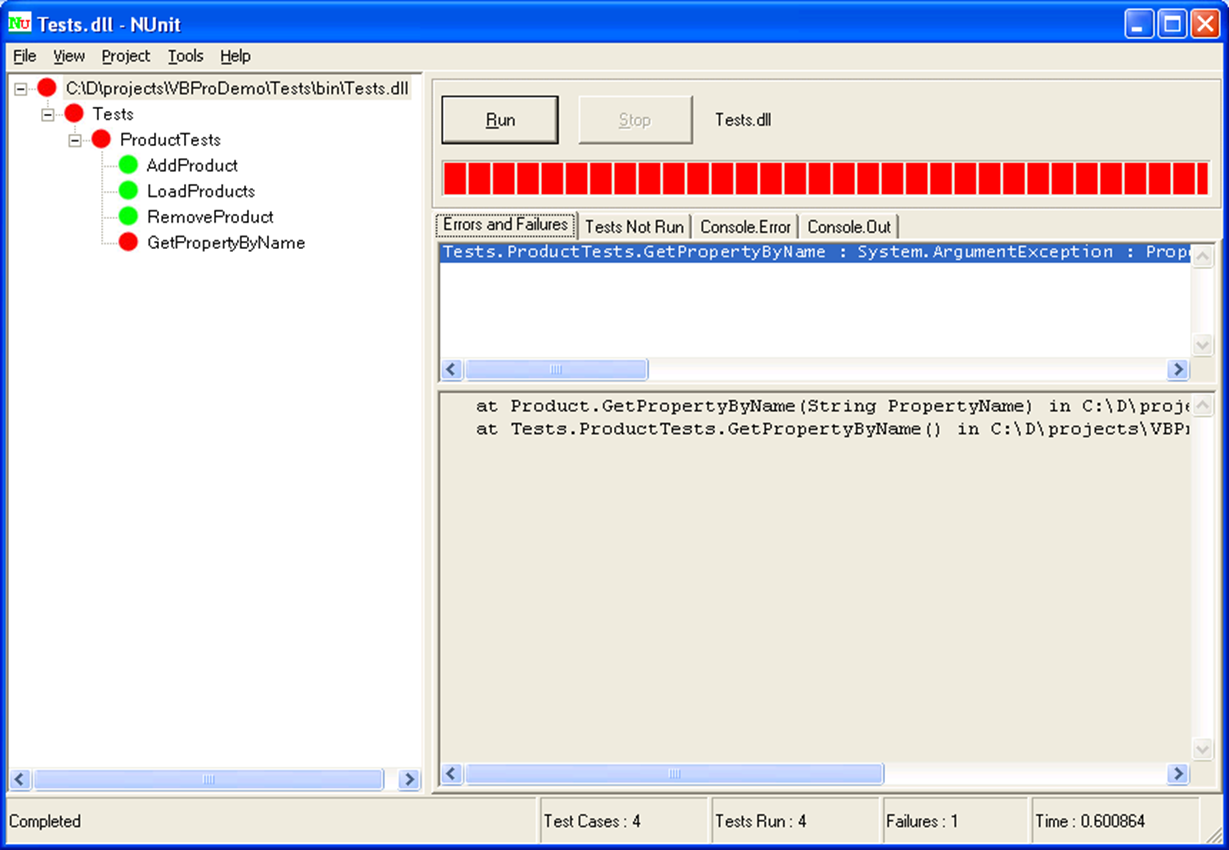 NU Tests.dll - NUnit
File View Project Tools Help
C:\D\projects\VBProDemo\Tests\bin\Tests.dll
Tests
ProductTests
AddProduct
LoadProducts
RemoveProduct
GetPropertyByName
Run Stop Tests.dll
Errors and Failures Tests Not Run Console.Error Console.Out
Tests.ProductTests.GetPropertyByName : System.ArgumentException : Prop
at Product.GetPropertyByName(String PropertyName) in C:\D\proje
at Tests.ProductTests.GetPropertyByName() in C:\D\projects\VBPr
Completed Test Cases : 4 Tests Run : 4 Failures : 1 Time : 0.600864